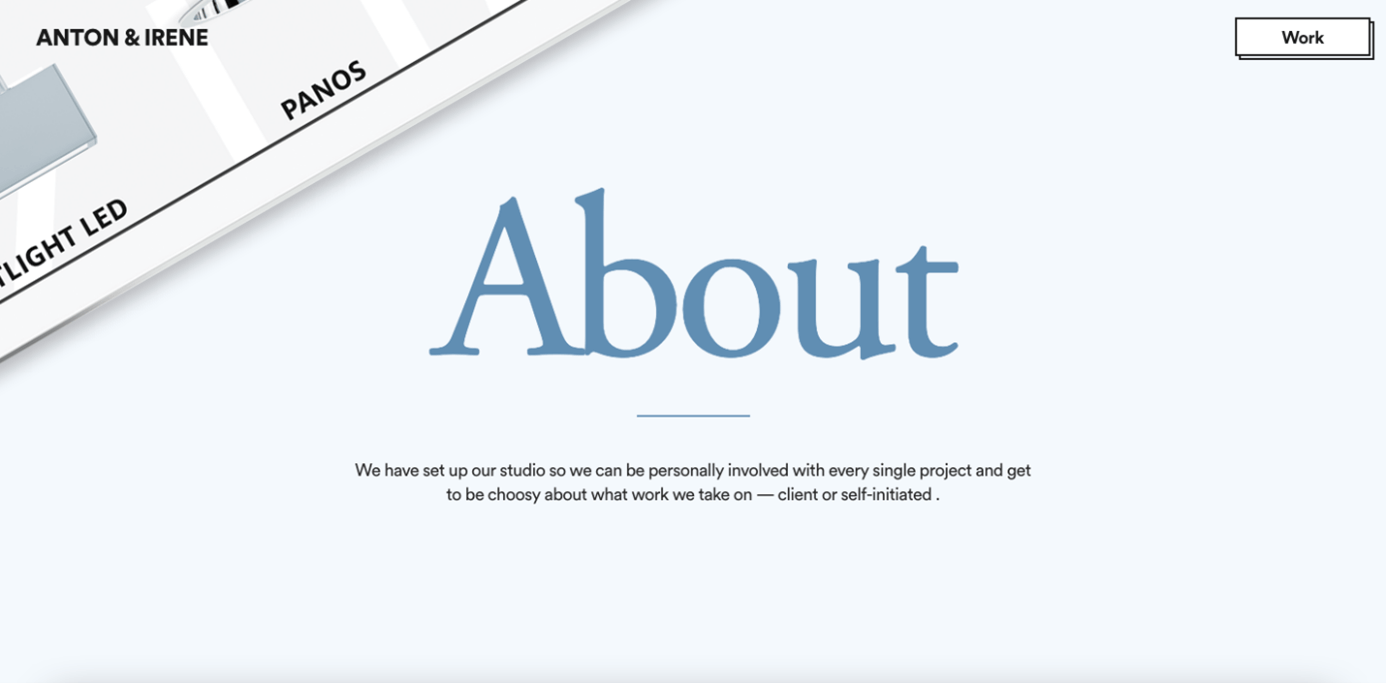 ANTON & IRENE
Work
PANOS
TLIGHT LED
About
We have set up our studio so we can be personally involved with every single project and get
to be choosy about what work we take on — client or self-initiated .